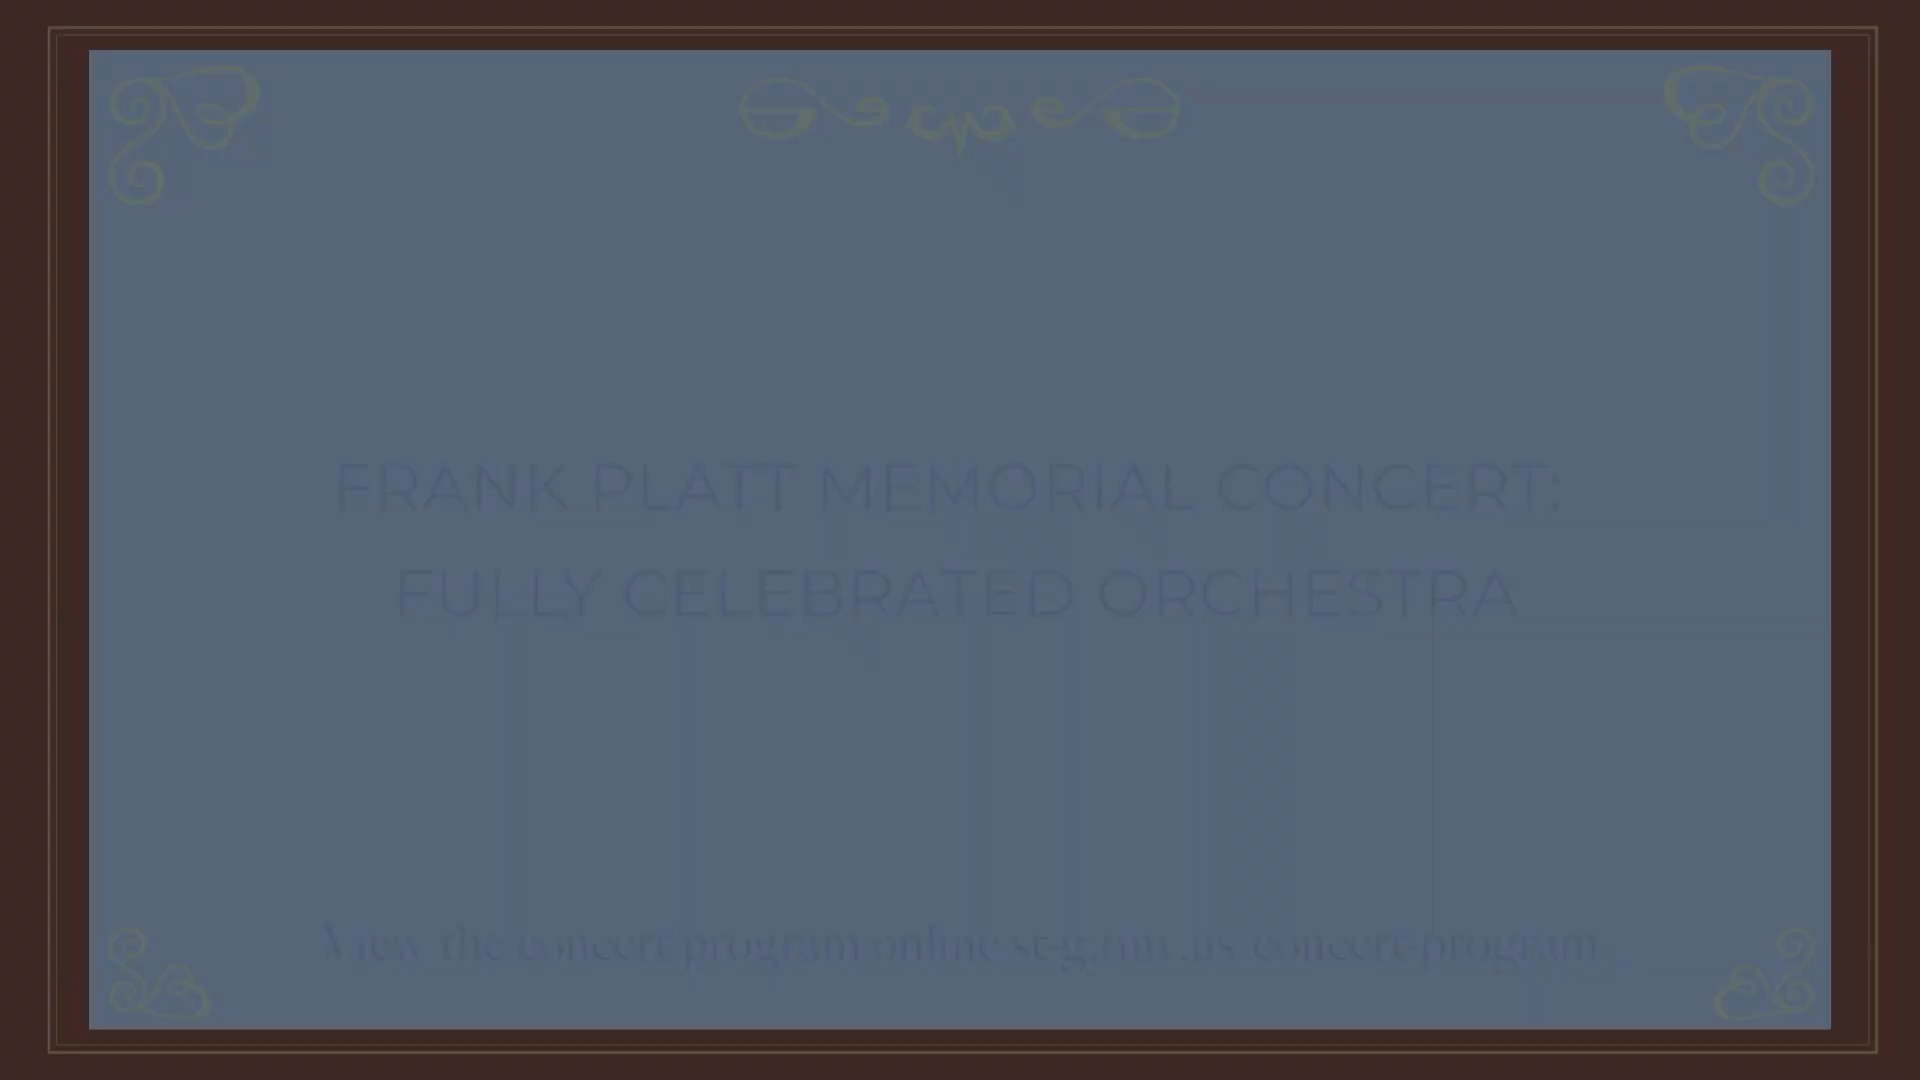 FRANK PLATT MEMORIAL CONCERT:
FULLY CELEBRATED ORCHESTRA
View the concert program online